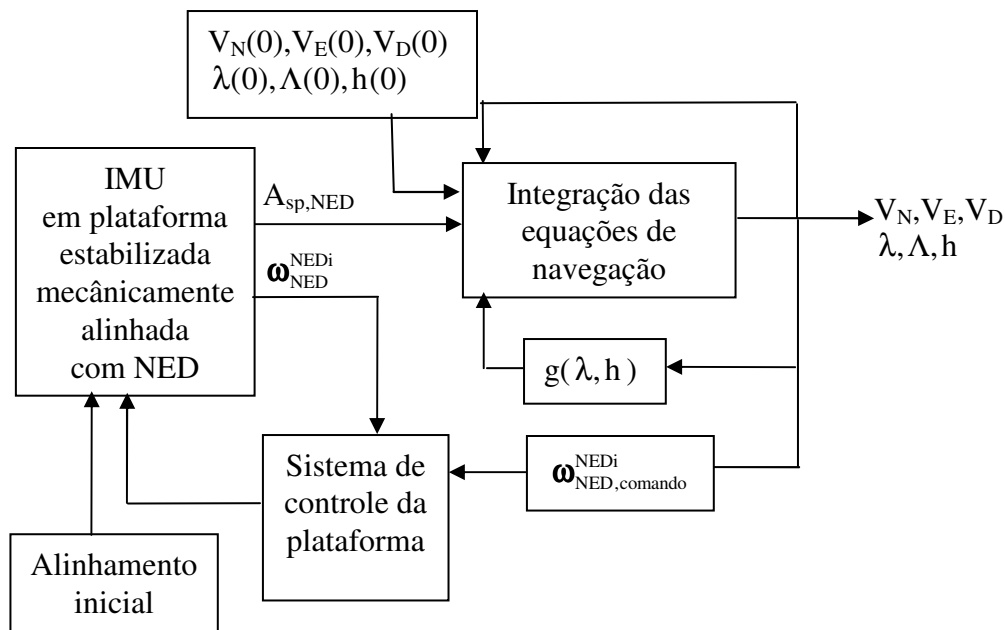 V_N(0),V_E(0),V_D(0)
λ(0),Λ(0),h(0)
IMU
em plataforma
estabilizada
mecânicamente
alinhada
com NED
A_sp,NED
ω_NED^NEDi
Integração das
equações de
navegação
V_N,V_E,V_D
λ,Λ,h
g(λ,h)
Sistema de
controle da
plataforma
ω_NED,comando^NEDi
Alinhamento
inicial